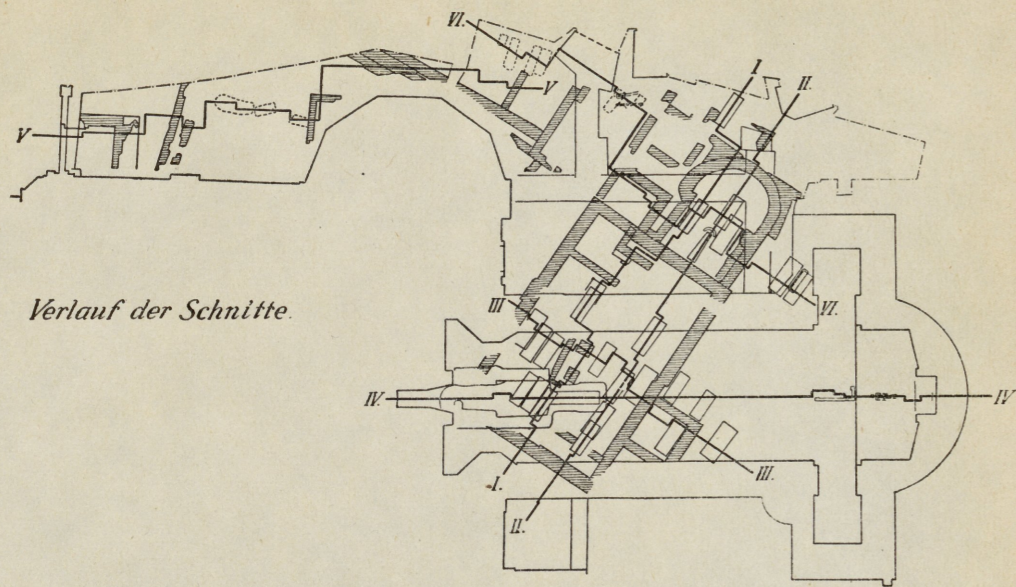 VI.
I
II.
V
V
Verlauf der Schnitte.
III
VI.
IV.
IV
I.
III.
II.